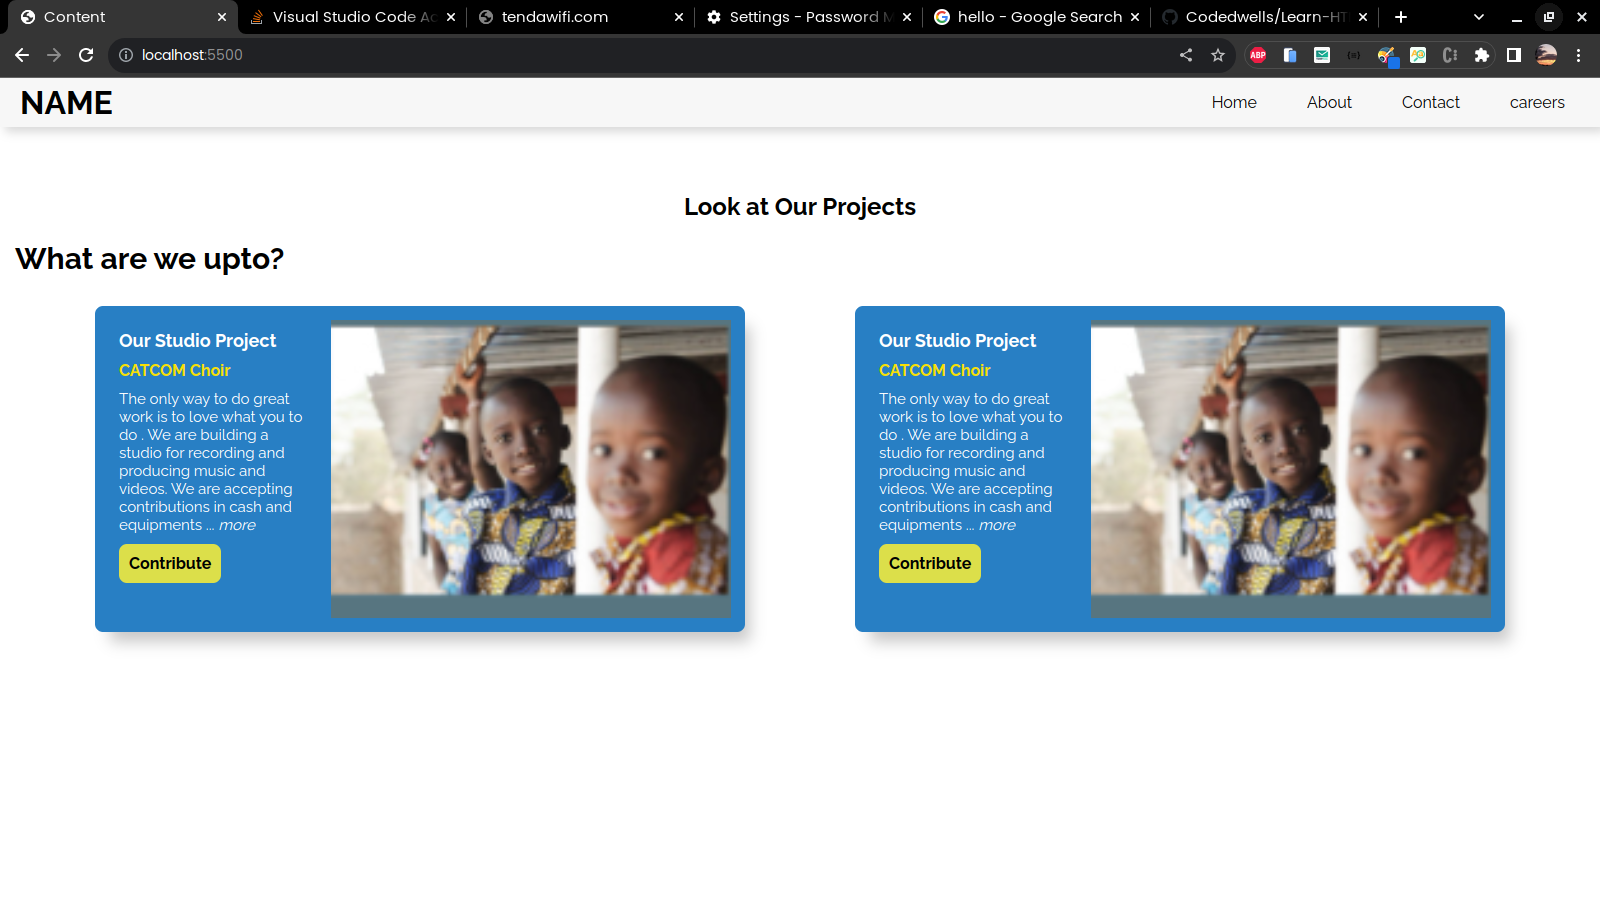 Content
Visual Studio Code Ac
tendawifi.com
Settings - Password M
hello - Google Search
Codedwells/Learn-HT
localhost:5500
ABP
NAME
Home
About
Contact
careers
Look at Our Projects
What are we upto?
Our Studio Project
CATCOM Choir
The only way to do great
work is to love what you to
do . We are building a
studio for recording and
producing music and
videos. We are accepting
contributions in cash and
equipments ... more
Contribute
Our Studio Project
CATCOM Choir
The only way to do great
work is to love what you to
do . We are building a
studio for recording and
producing music and
videos. We are accepting
contributions in cash and
equipments ... more
Contribute